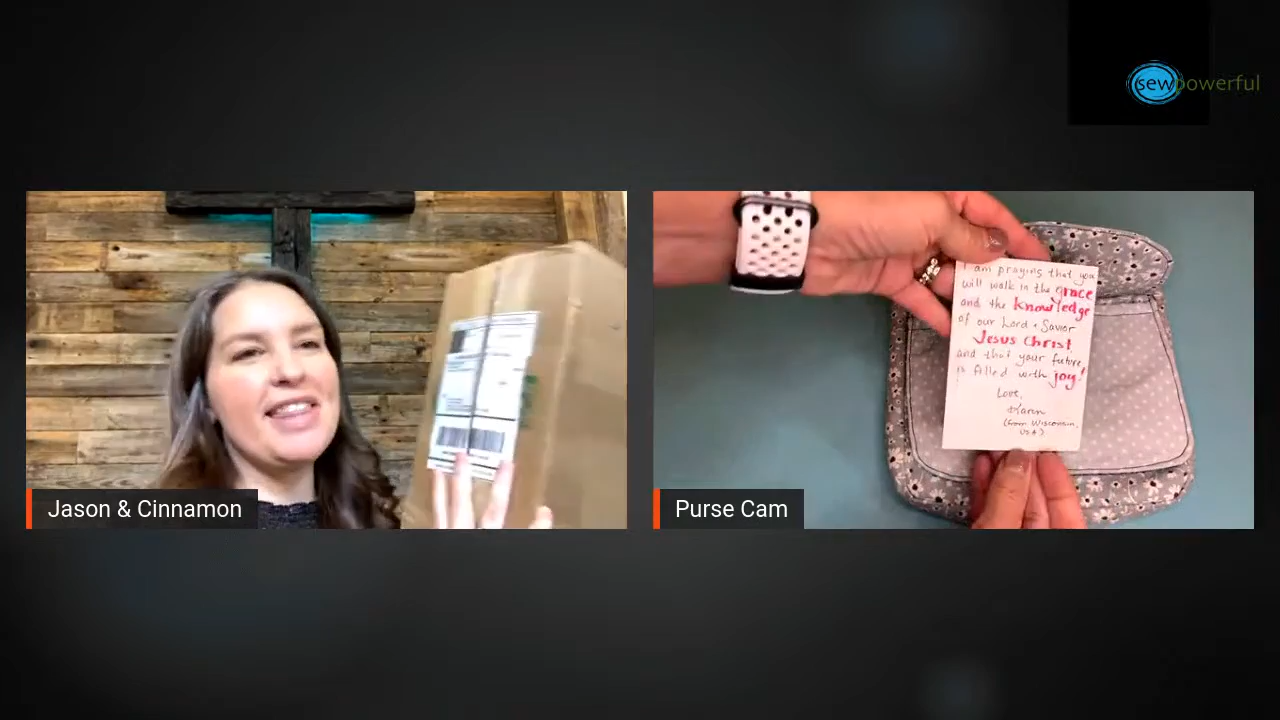 sewpowerful
I am praying that you
will walk in the grace
and the knowledge
of our Lord + Savior
Jesus Christ
and that your future
is filled with joy!
Love,
Karen
(from Wisconsin,
USA)
Jason & Cinnamon
Purse Cam